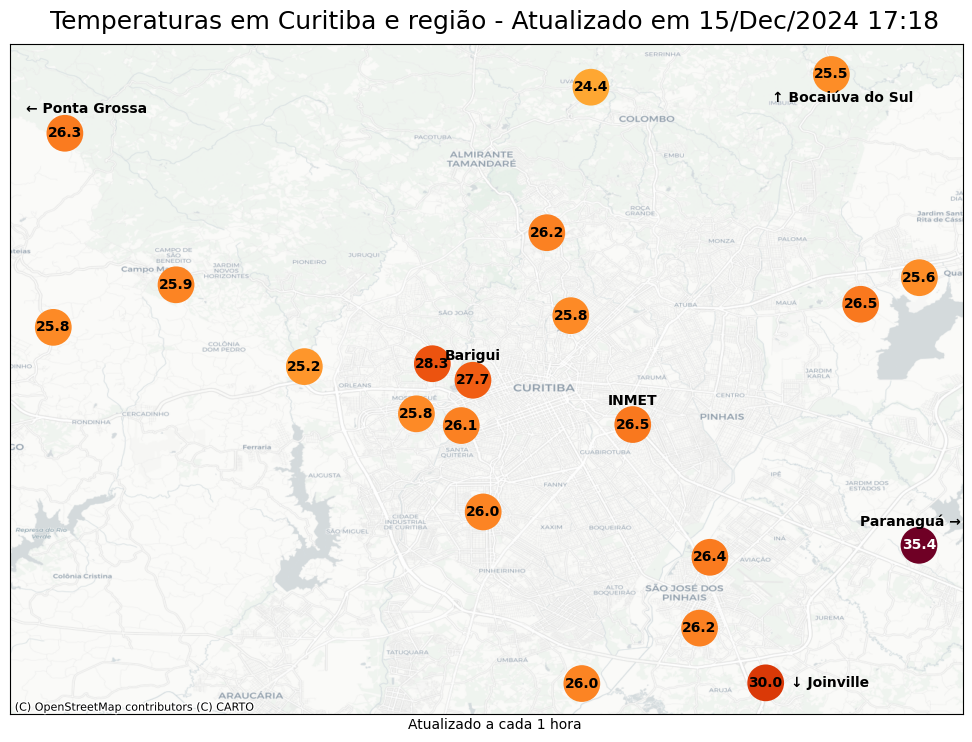 Temperaturas em Curitiba e região - Atualizado em 15/Dec/2024 17:18
SERRINHA
25.5
24.4
↑ Bocaiúva do Sul
← Ponta Grossa
COLOMBO
26.3
PACOTUBA
ALMIRANTE
TAMANDARÉ
EMBU
ROÇA
GRANDE
Jardim Sant
Rita de Cáss
26.2
MONZA
PALOMA
CAMPO DE
SÃO
BENEDITO
JURUQUI
PIONEIRO
JARDIM
NOVOS
HORIZONTES
Campo M
25.9
25.6
Qua
26.5
MAUÁ
ATUBA
SÃO JOÃO
25.8
25.8
COLÔNIA
DOM PEDRO
Barigui
28.3
25.2
27.7
JARDIM
KARLA
TARUMÃ
ORLEANS
CURITIBA
CENTRO
INMET
PINHAIS
25.8
26.1
26.5
CERCADINHO
RONDINHA
Ferraria
SANTA
QUITÉRIA
GUABIROTUBA
AUGUSTA
IPÊ
FANNY
JARDIM DOS
ESTADOS I
26.0
CIDADE
INDUSTRIAL
DE CURITIBA
Paranaguá →
XAXIM
BOQUEIRÃO
SÃO MIGUEL
Represa do Rio
Verde
INÁ
35.4
26.4
AVIAÇÃO
PINHEIRINHO
Colônia Cristina
ALTO
BOQUEIRÃO
SÃO JOSÉ DOS
PINHAIS
JUREMA
26.2
TATUQUARA
UMBARÁ
26.0
30.0 ↓ Joinville
ARUJÁ
ARAUCÁRIA
(C) OpenStreetMap contributors (C) CARTO
Atualizado a cada 1 hora